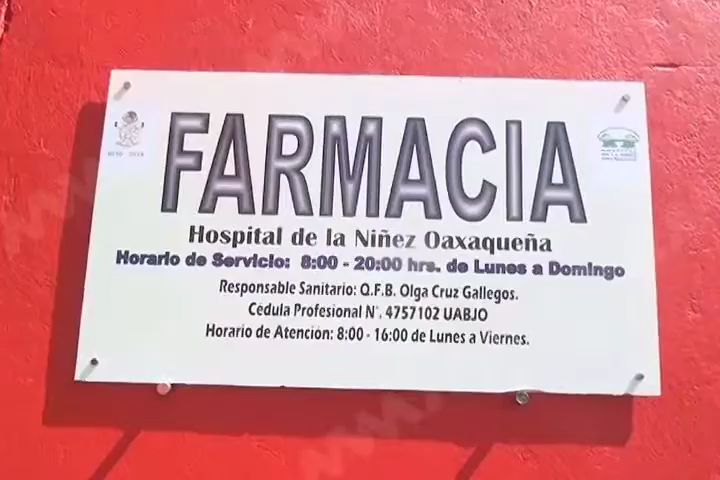 FARMACIA
Hospital de la Niñez Oaxaqueña
Horario de Servicio: 8:00 - 20:00 hrs. de Lunes a Domingo
Responsable Sanitario: Q.F.B. Olga Cruz Gallegos.
Cédula Profesional N°. 4757102 UABJO
Horario de Atención: 8:00 - 16:00 de Lunes a Viernes.